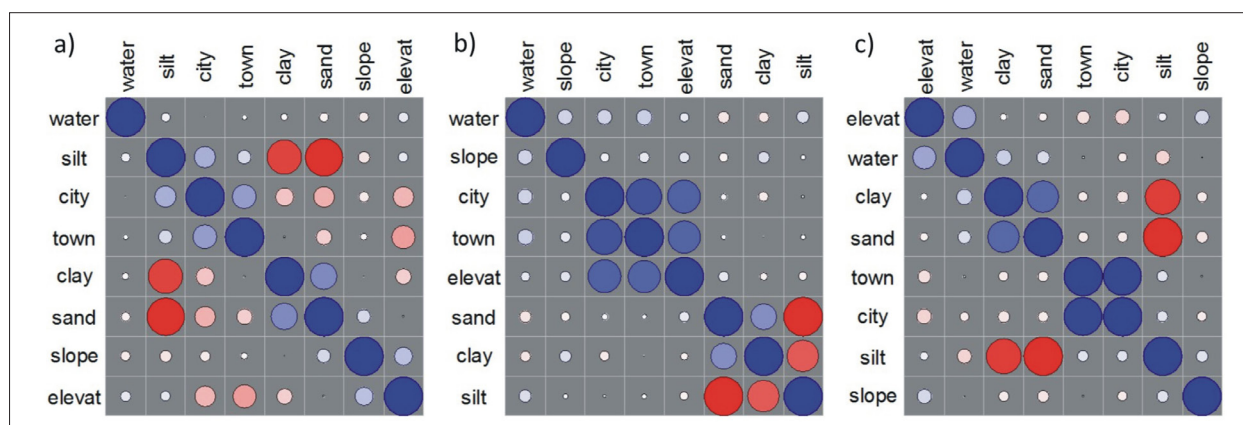 a)
water silt city town clay sand slope elevat
water
silt
city
town
clay
sand
slope
elevat
b)
water slope city town elevat sand clay silt
water
slope
city
town
elevat
sand
clay
silt
c)
elevat water clay sand town city silt slope
elevat
water
clay
sand
town
city
silt
slope